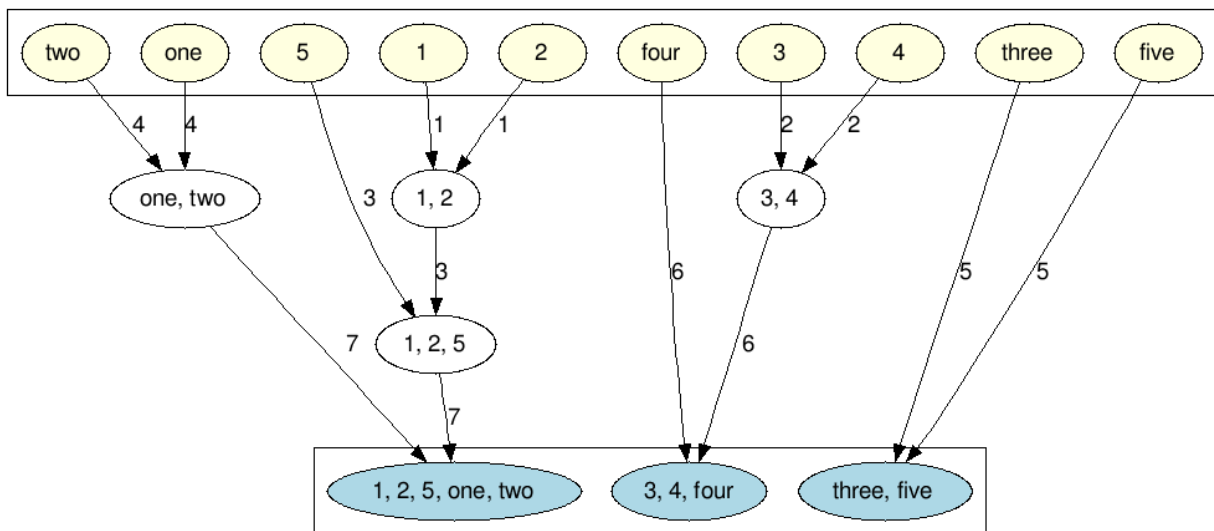 two one 5 1 2 four 3 4 three five
4 4 1 1 2 2
one, two 3 1, 2 3, 4
3 6 5 5
7 1, 2, 5 6
7
1, 2, 5, one, two 3, 4, four three, five